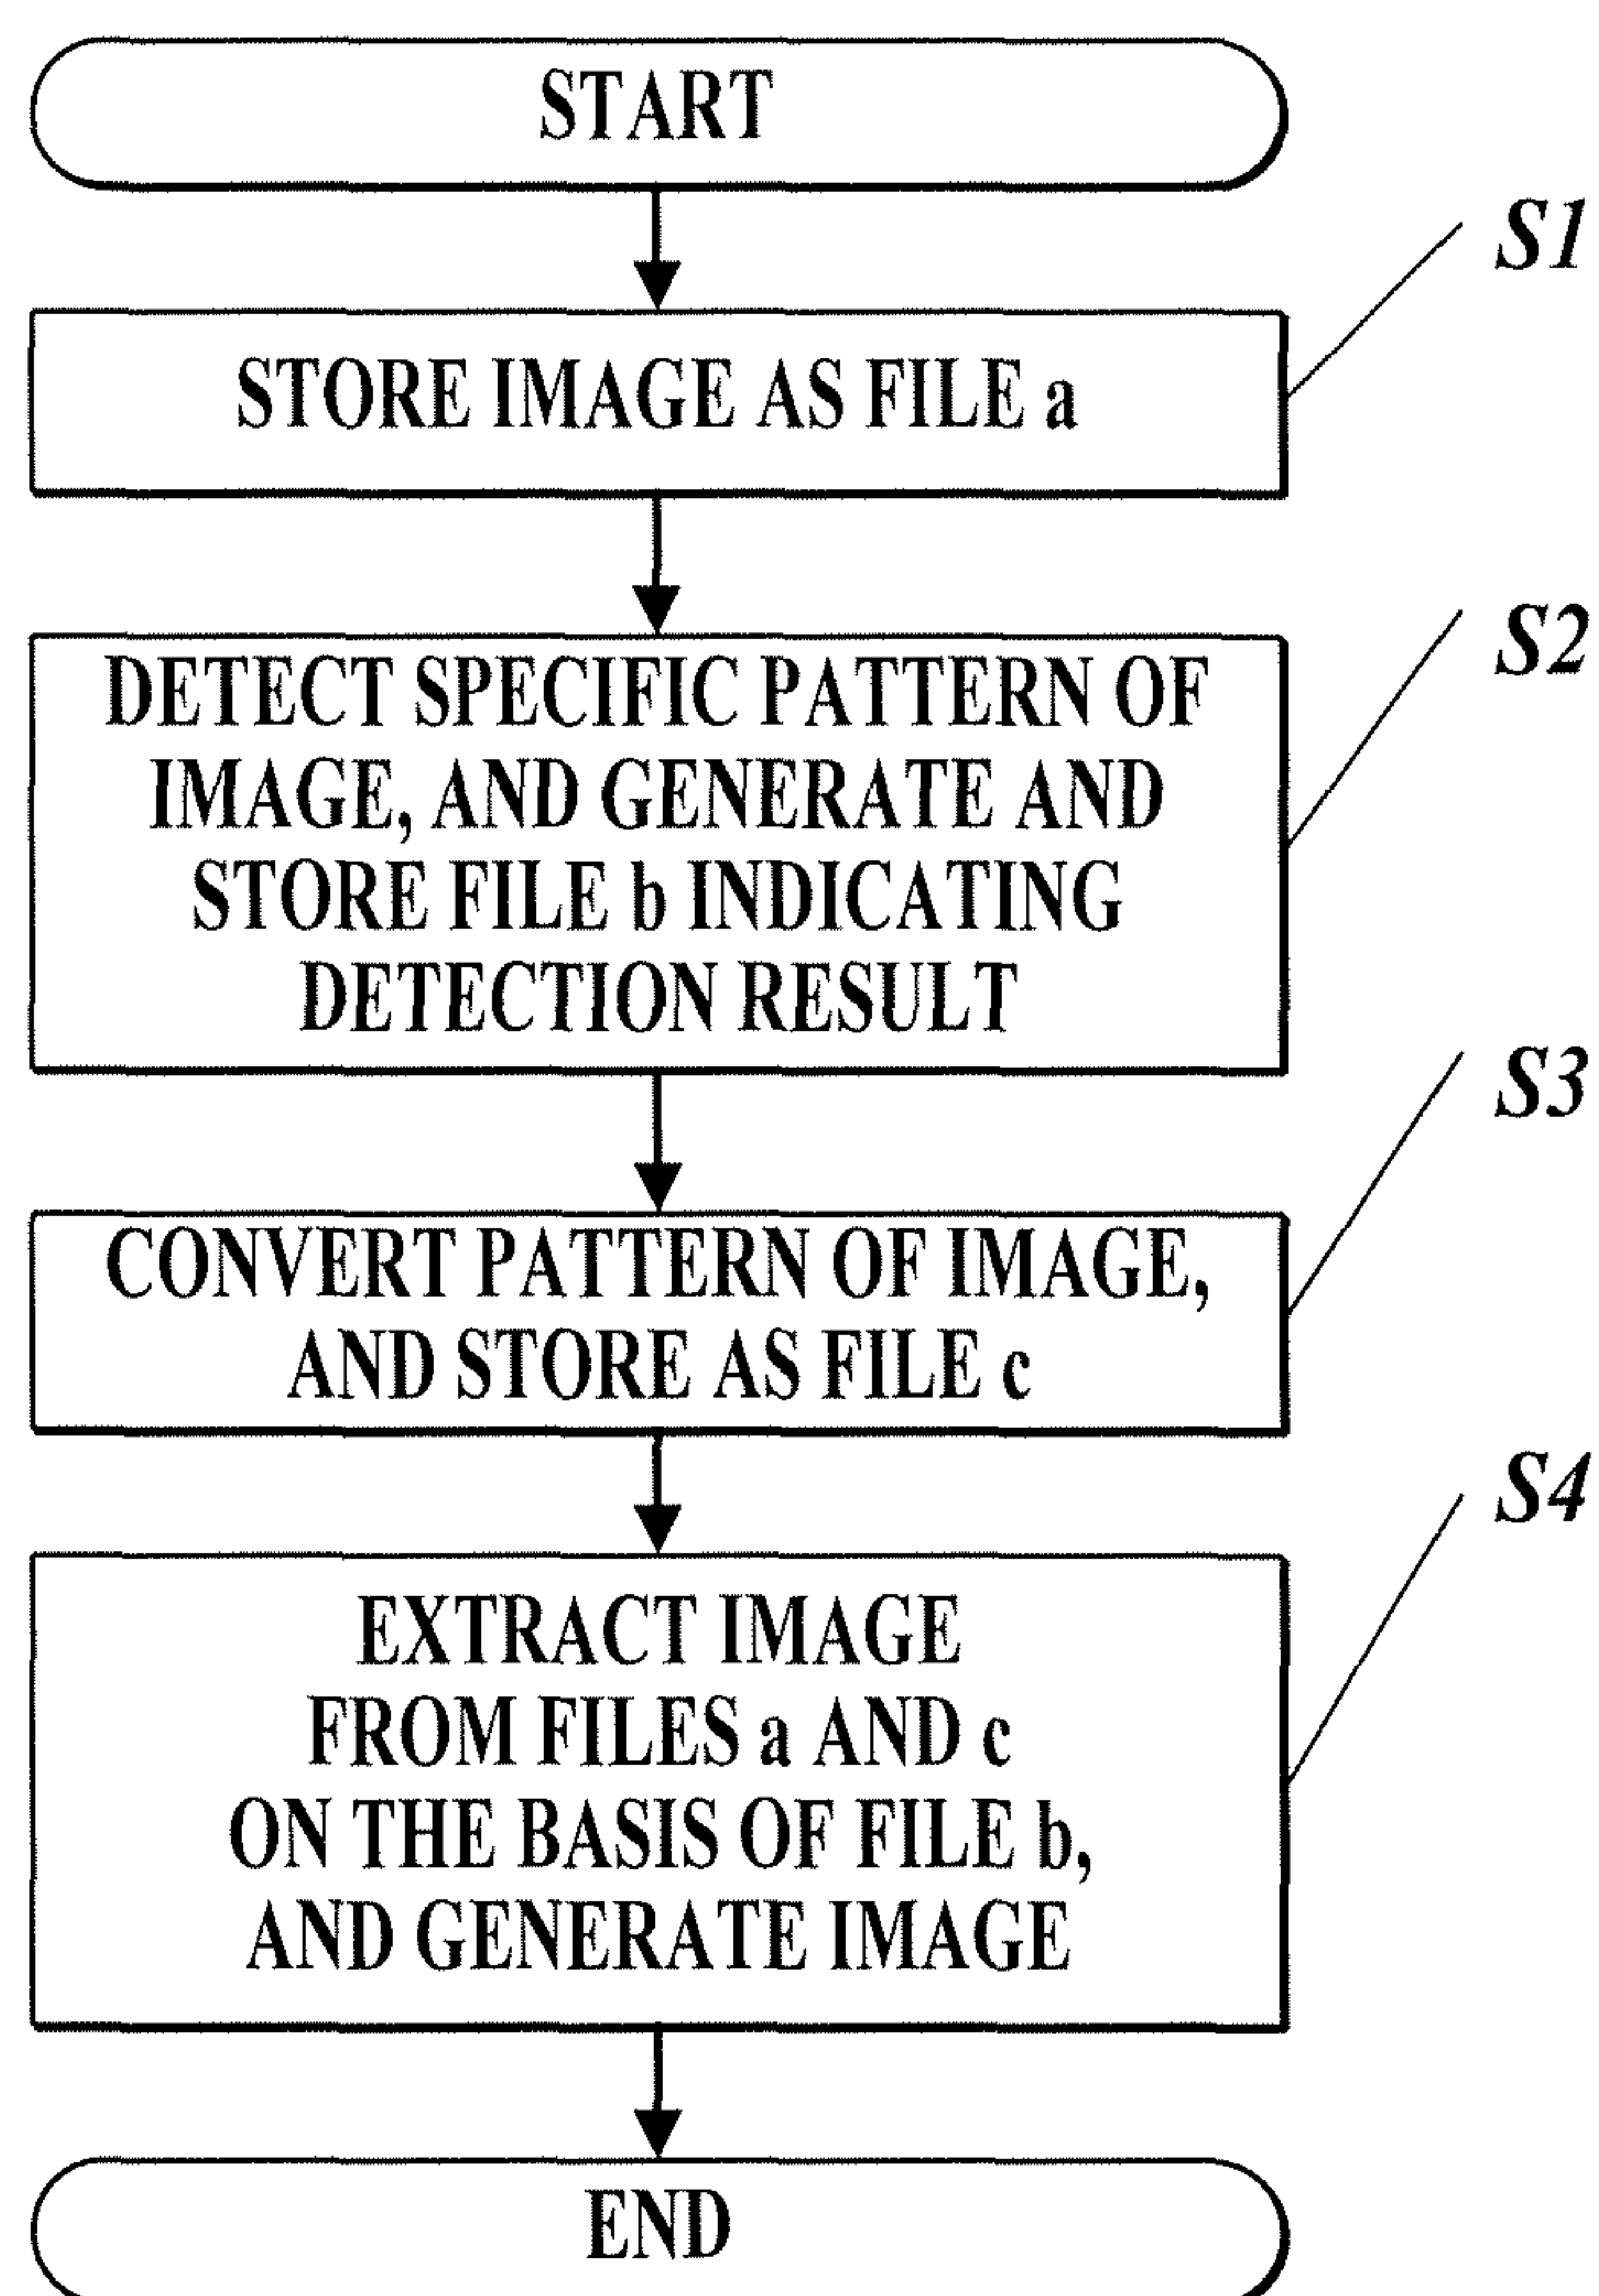 START
S1
STORE IMAGE AS FILE a
S2
DETECT SPECIFIC PATTERN OF
IMAGE, AND GENERATE AND
STORE FILE b INDICATING
DETECTION RESULT
S3
CONVERT PATTERN OF IMAGE,
AND STORE AS FILE c
S4
EXTRACT IMAGE
FROM FILES a AND c
ON THE BASIS OF FILE b,
AND GENERATE IMAGE
END